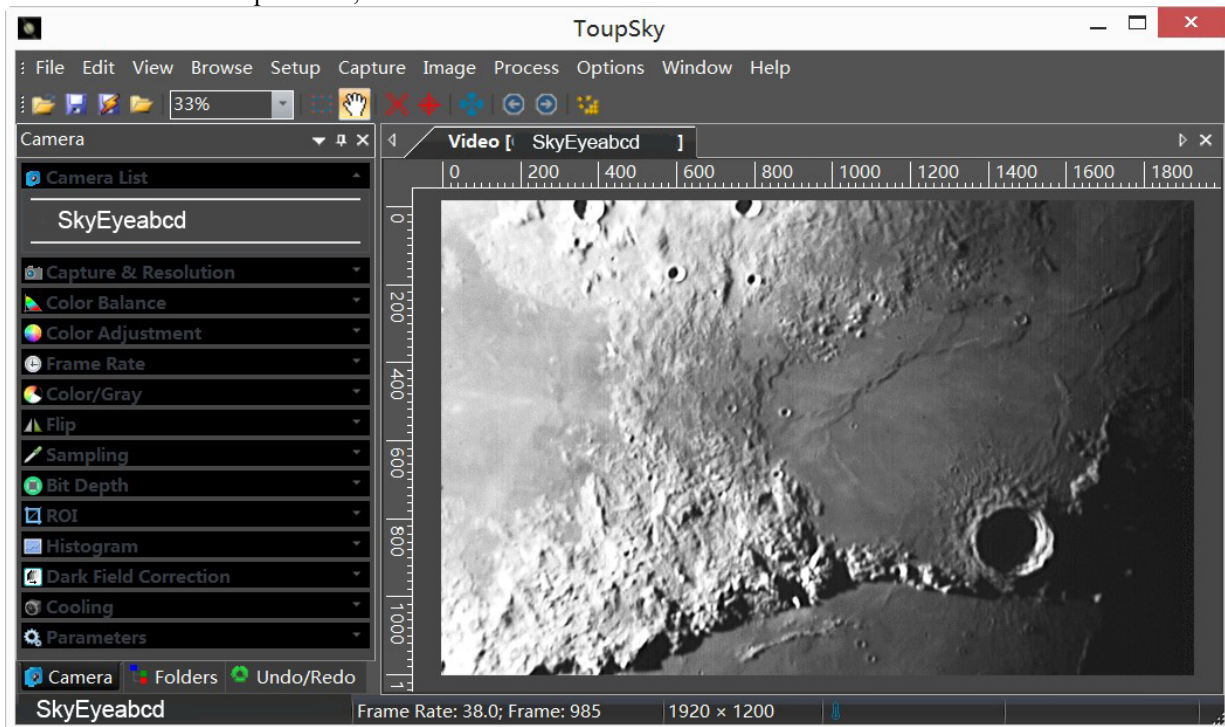 ToupSky
File Edit View Browse Setup Capture Image Process Options Window Help
33%
Camera
Video [ SkyEyeabcd ]
0 200 400 600 800 1000 1200 1400 1600 1800
Camera List
SkyEyeabcd
Capture & Resolution
Color Balance
Color Adjustment
Frame Rate
Color/Gray
Flip
Sampling
Bit Depth
ROI
Histogram
Dark Field Correction
Cooling
Parameters
0
200
400
600
800
1000
Camera Folders Undo/Redo
SkyEyeabcd
Frame Rate: 38.0; Frame: 985
1920 × 1200